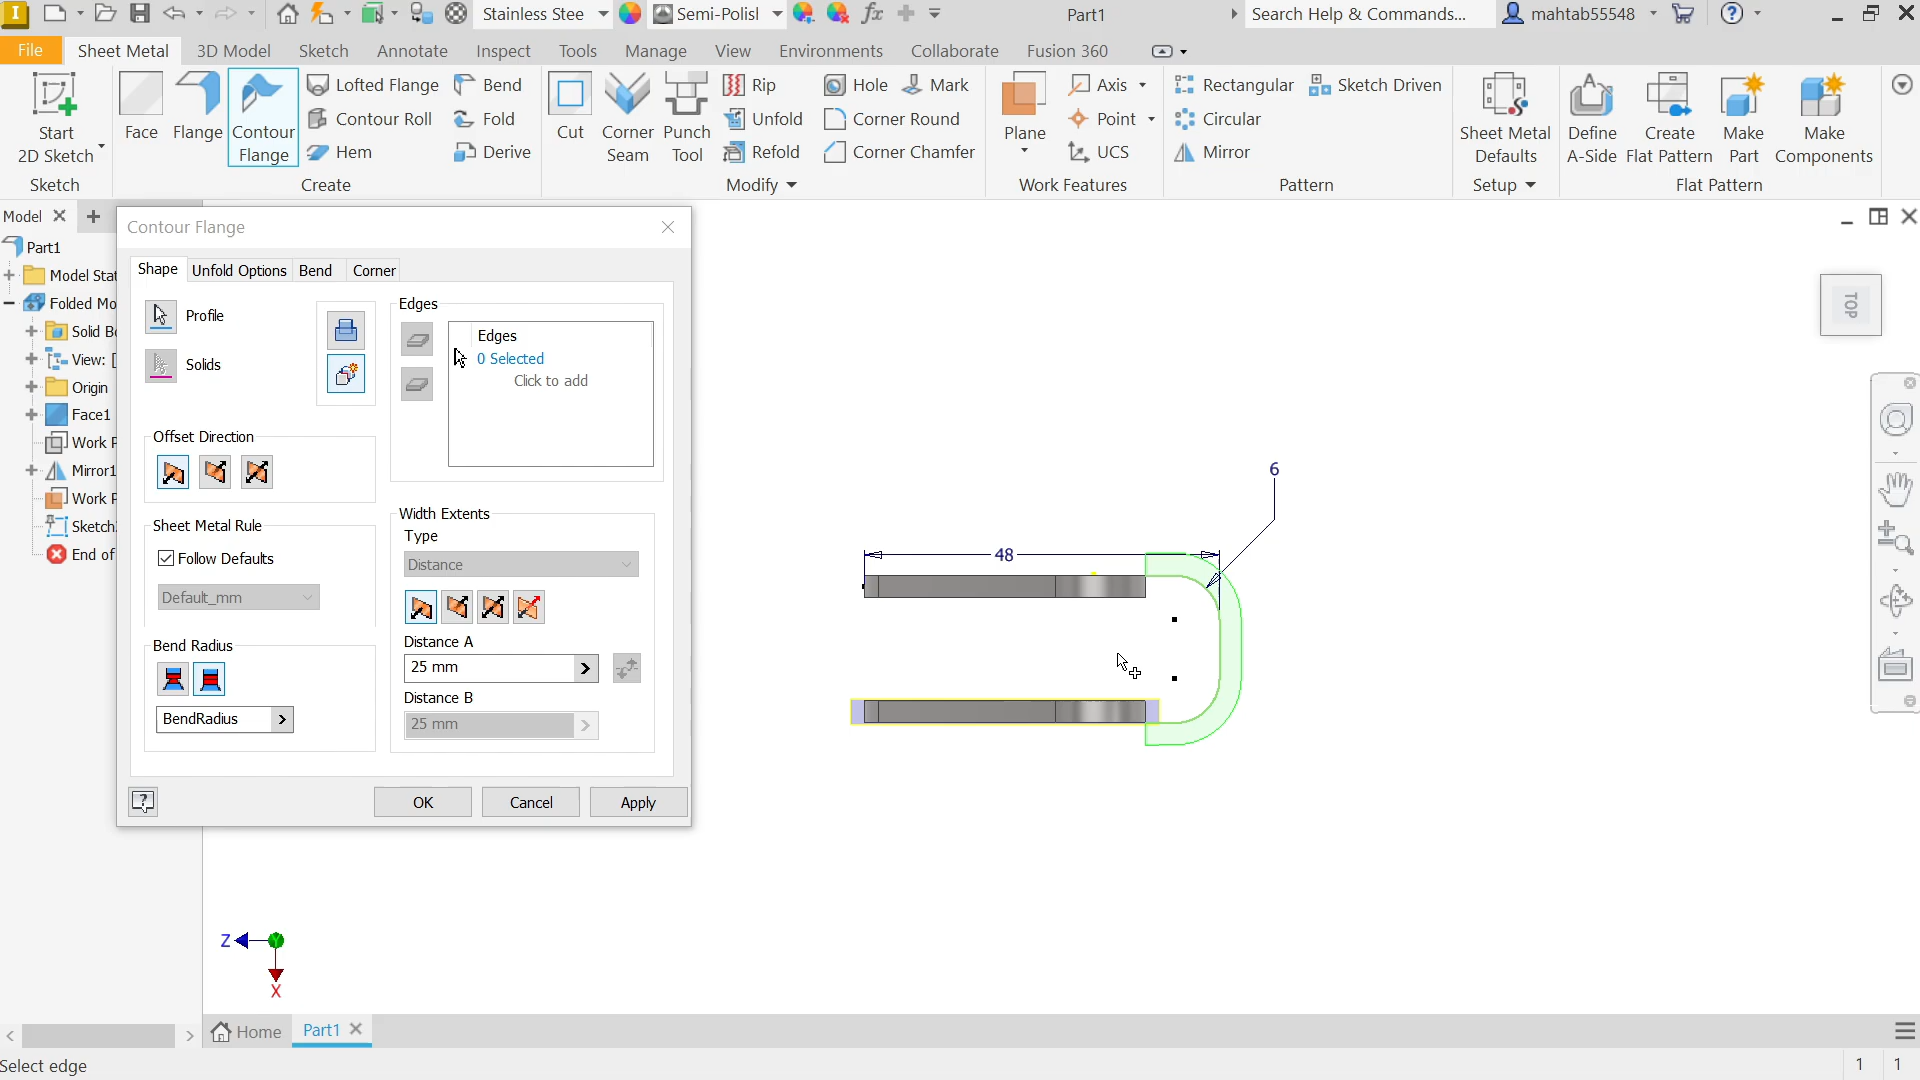 Stainless Stee
Semi-Polish
fx
Part1
Search Help & Commands...
mahtab55548
File
Sheet Metal
3D Model
Sketch
Annotate
Inspect
Tools
Manage
View
Environments
Collaborate
Fusion 360
Start
2D Sketch
Sketch
Face
Flange
Contour
Flange
Lofted Flange
Contour Roll
Hem
Bend
Fold
Derive
Create
Cut
Corner
Seam
Punch
Tool
Rip
Unfold
Refold
Hole
Mark
Corner Round
Corner Chamfer
Modify
Plane
Axis
Point
UCS
Work Features
Rectangular
Sketch Driven
Circular
Mirror
Pattern
Sheet Metal
Defaults
Setup
Define
A-Side
Create
Flat Pattern
Make
Part
Make
Components
Flat Pattern
Model
Part1
Model Stat
Folded Mo
Solid B
View: [
Origin
Face1
Work P
Mirror1
Work P
Sketch
End of
Contour Flange
Shape
Unfold Options
Bend
Corner
Profile
Solids
Edges
Edges
0 Selected
Click to add
Offset Direction
Sheet Metal Rule
Follow Defaults
Default_mm
Bend Radius
BendRadius
Width Extents
Type
Distance
Distance A
25 mm
Distance B
25 mm
OK
Cancel
Apply
TOP
6
48
Z
X
Home
Part1
Select edge
1
1